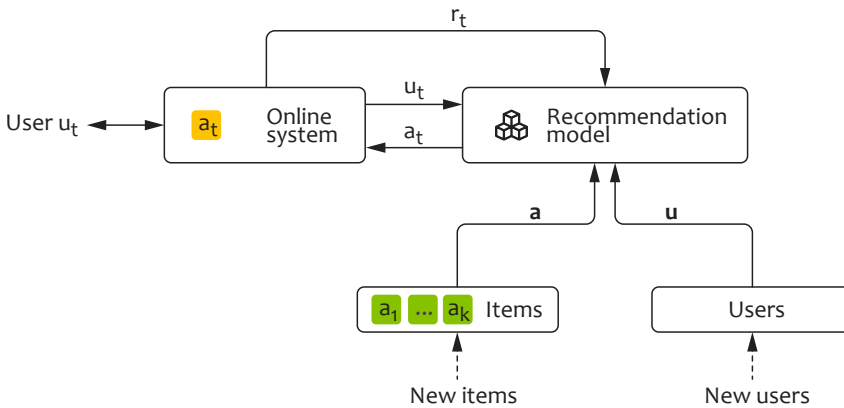 r_t
User u_t
a_t
Online
system
u_t
a_t
Recommendation
model
a
u
a_1 ... a_k Items
Users
New items
New users